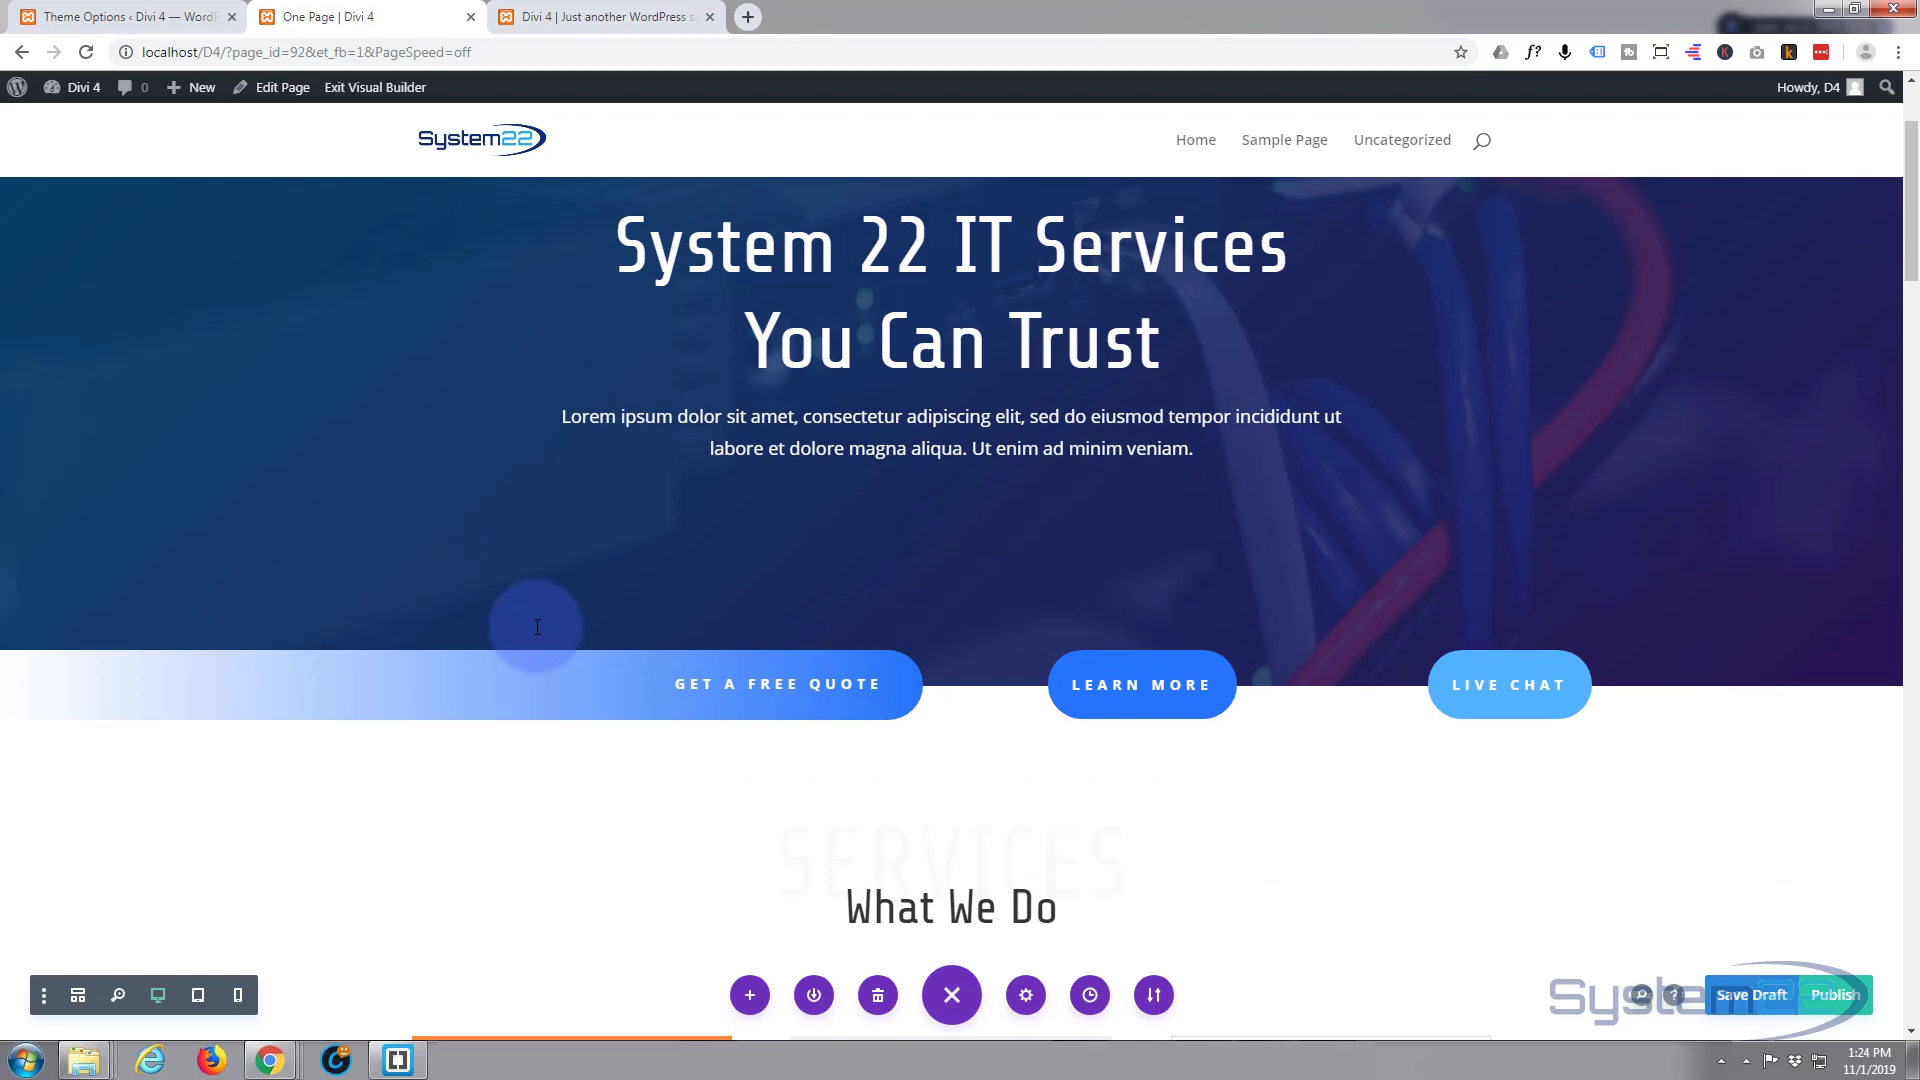 Theme Options ‹ Divi 4 — WordP
One Page | Divi 4
Divi 4 | Just another WordPress s
localhost/D4/?page_id=92&et_fb=1&PageSpeed=off
Divi 4
0
New
Edit Page
Exit Visual Builder
Howdy, D4
System22
Home
Sample Page
Uncategorized
System 22 IT Services
You Can Trust
Lorem ipsum dolor sit amet, consectetur adipiscing elit, sed do eiusmod tempor incididunt ut
labore et dolore magna aliqua. Ut enim ad minim veniam.
GET A FREE QUOTE
LEARN MORE
LIVE CHAT
SERVICES
What We Do
Save Draft
Publish
System22
1:24 PM
11/1/2019